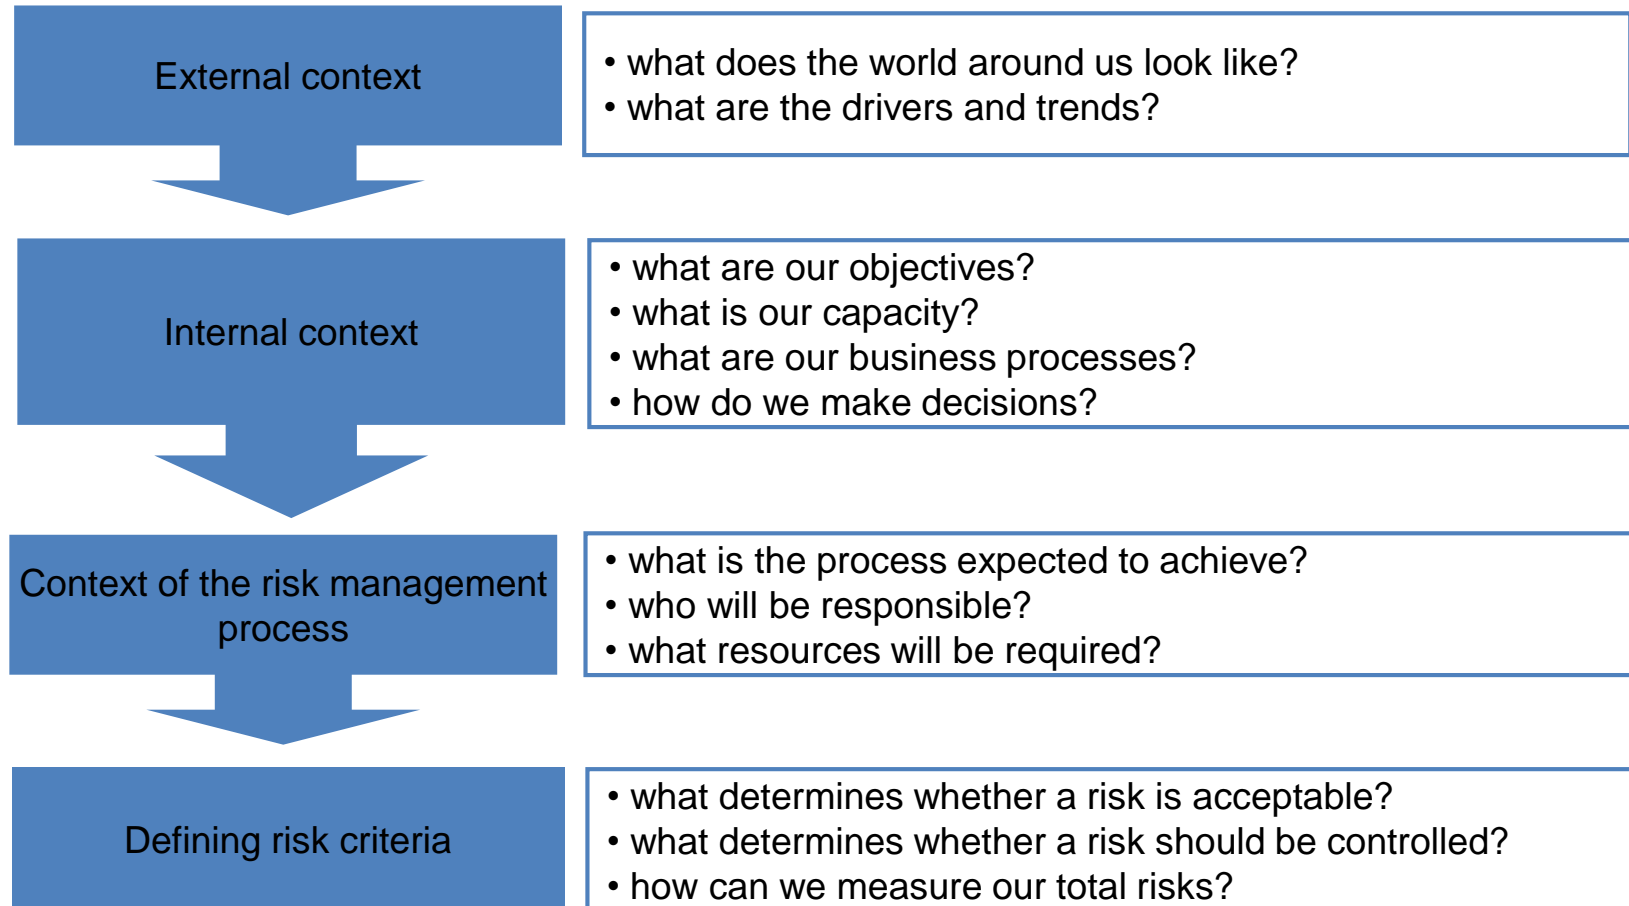 External context
• what does the world around us look like?
• what are the drivers and trends?
Internal context
• what are our objectives?
• what is our capacity?
• what are our business processes?
• how do we make decisions?
Context of the risk management
process
• what is the process expected to achieve?
• who will be responsible?
• what resources will be required?
Defining risk criteria
• what determines whether a risk is acceptable?
• what determines whether a risk should be controlled?
• how can we measure our total risks?